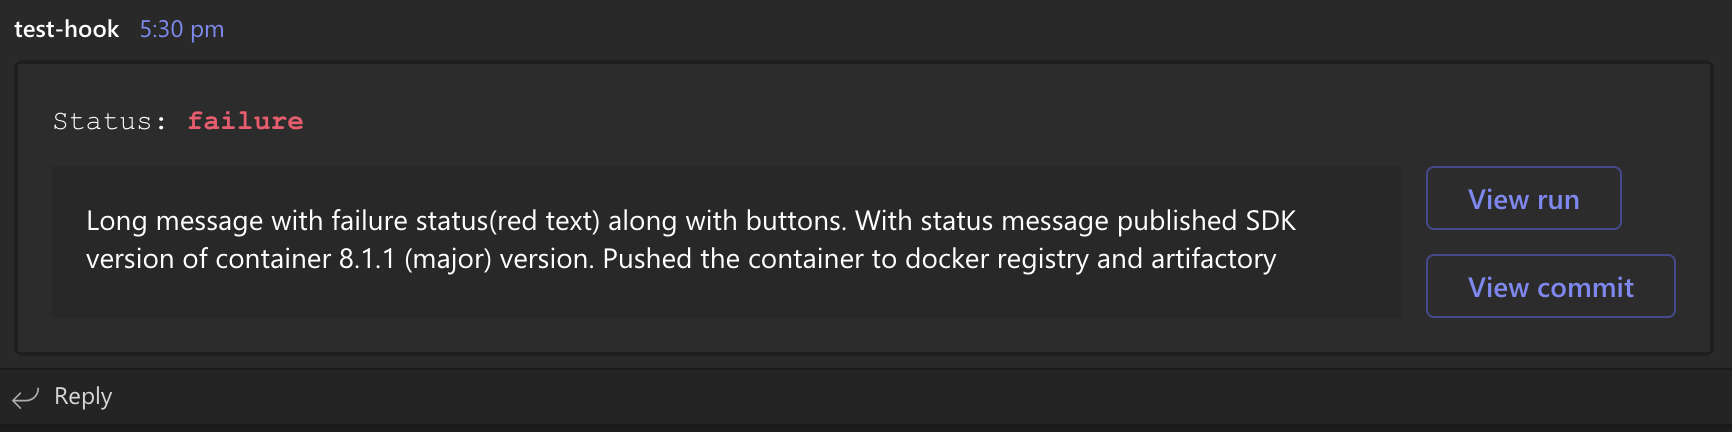 test-hook 5:30 pm
Status: failure
Long message with failure status(red text) along with buttons. With status message published SDK
version of container 8.1.1 (major) version. Pushed the container to docker registry and artifactory
View run
View commit
Reply